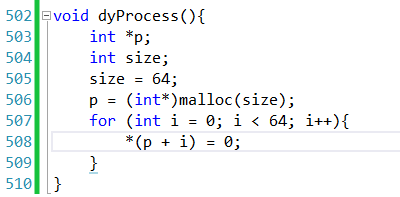 502 void dyProcess(){
503     int *p;
504     int size;
505     size = 64;
506     p = (int*)malloc(size);
507     for (int i = 0; i < 64; i++){
508         *(p + i) = 0;
509     }
510 }